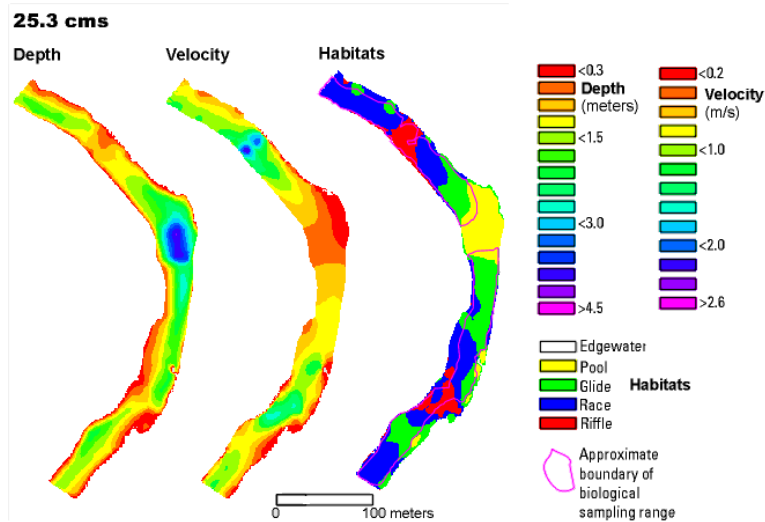 25.3 cms
Depth
Velocity
Habitats
<0.3
Depth
(meters)
<1.5
<3.0
>4.5
<0.2
Velocity
(m/s)
<1.0
<2.0
>2.6
Edgewater
Pool
Glide
Race
Riffle
Habitats
Approximate
boundary of
biological
sampling range
0
100 meters